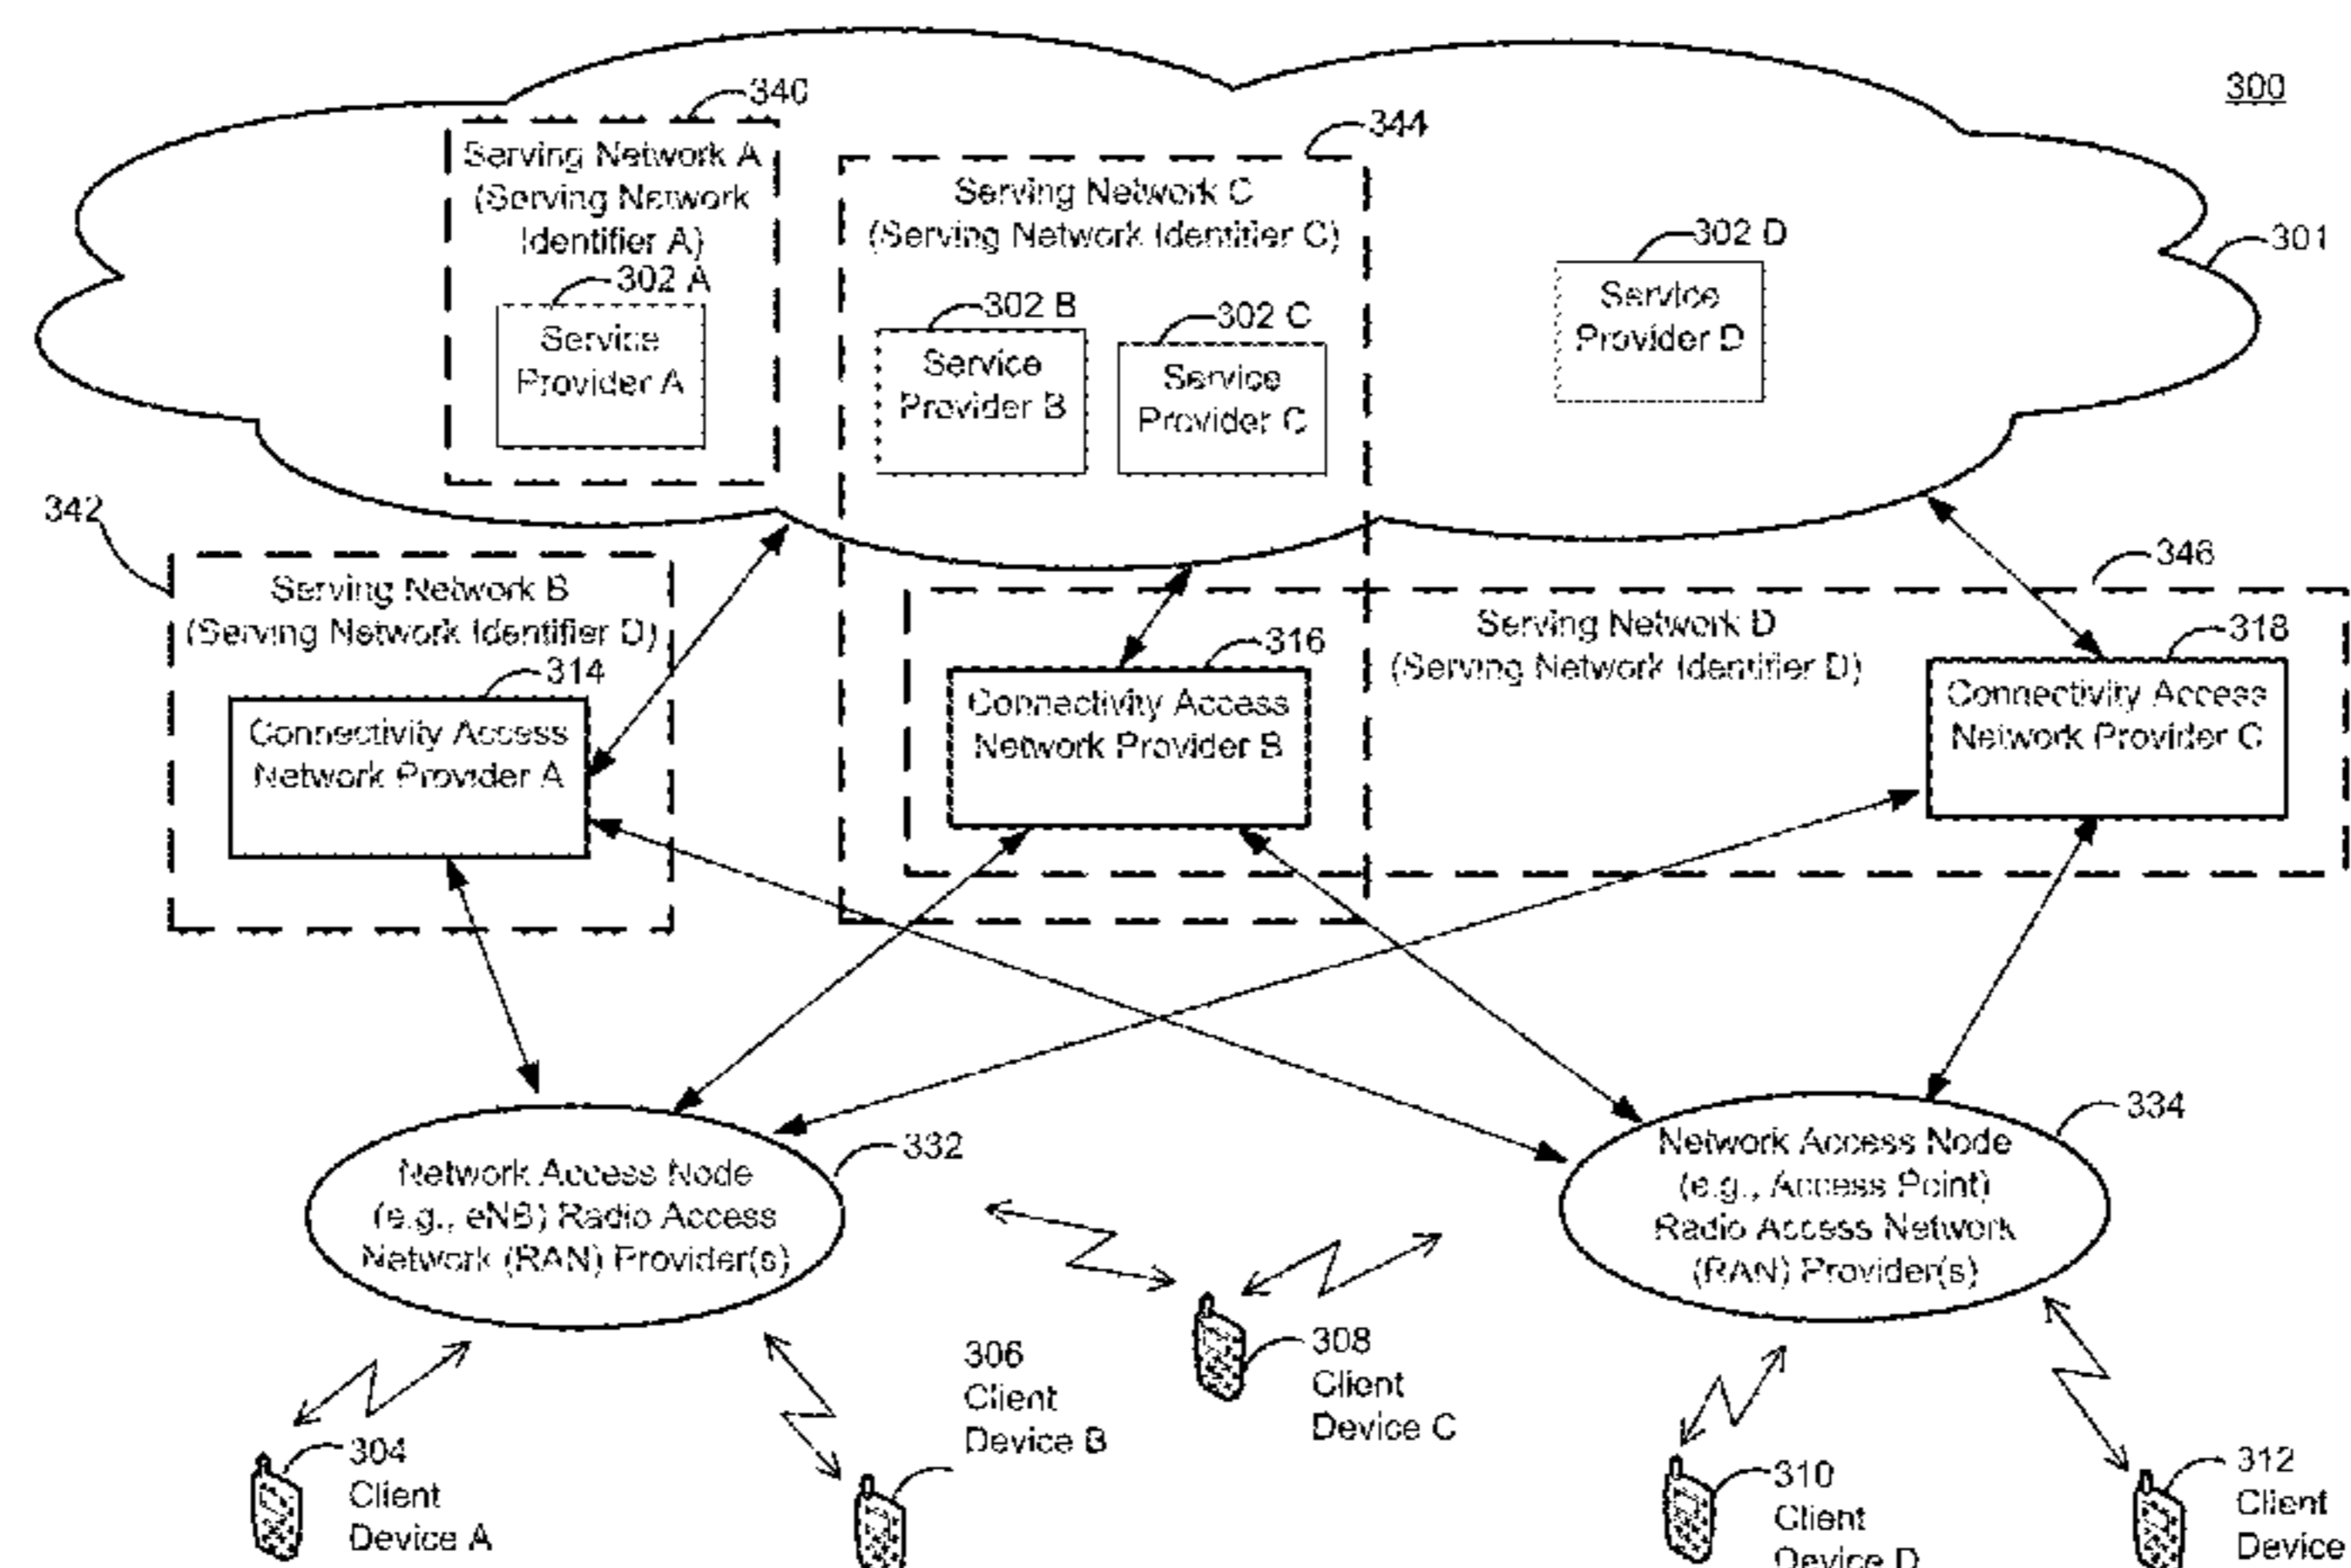 300
340
Serving Network A
(Serving Network
Identifier A)
302 A
Service
Provider A
344
Serving Network C
(Serving Network Identifier C)
302 B
Service
Provider B
302 C
Service
Provider C
302 D
Service
Provider D
301
342
Serving Network B
(Serving Network Identifier D)
314
Connectivity Access
Network Provider A
316
Connectivity Access
Network Provider B
346
Serving Network D
(Serving Network Identifier D)
318
Connectivity Access
Network Provider C
332
Network Access Node
(e.g., eNB) Radio Access
Network (RAN) Provider(s)
334
Network Access Node
(e.g., Access Point)
Radio Access Network
(RAN) Provider(s)
304
Client
Device A
306
Client
Device B
308
Client
Device C
310
Client
Device D
312
Client
Device